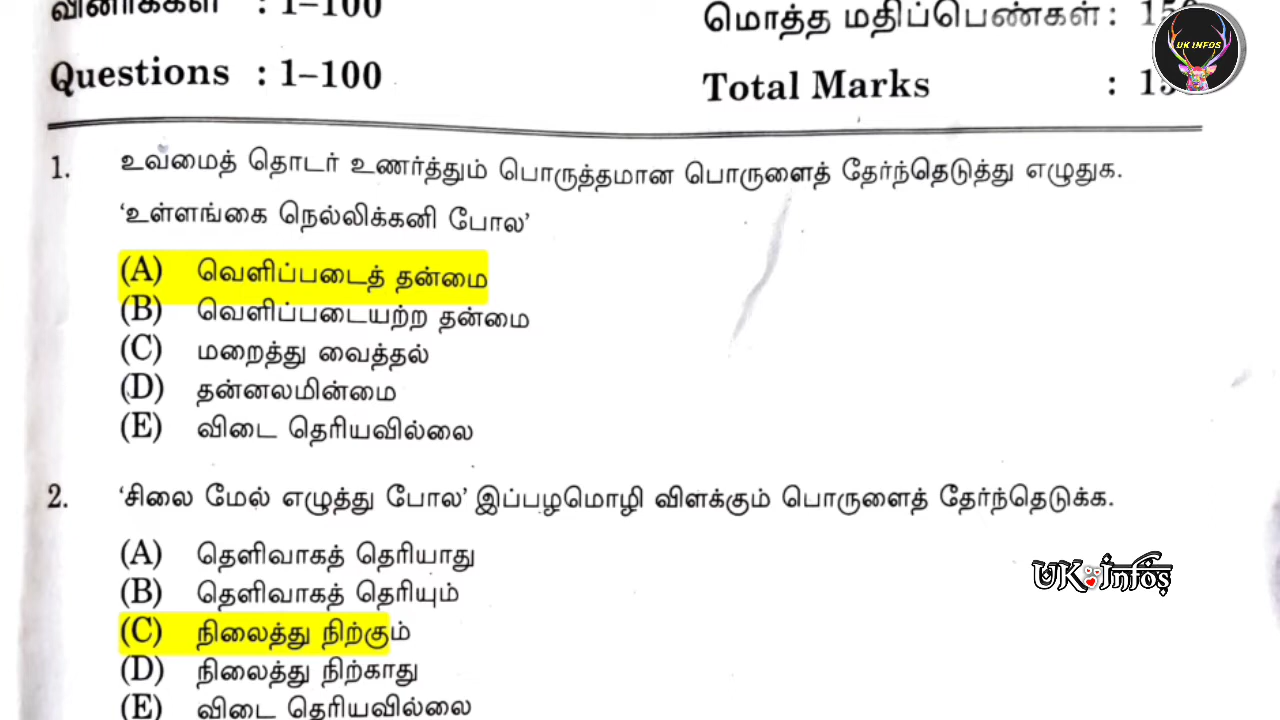 வினாக்கள் : 1–100
மொத்த மதிப்பெண்கள் :
UK INFOS
Questions : 1–100
Total Marks :
1. உவமைத் தொடர் உணர்த்தும் பொருத்தமான பொருளைத் தேர்ந்தெடுத்து எழுதுக.
‘உள்ளங்கை நெல்லிக்கனி போல’
(A) வெளிப்படைத் தன்மை
(B) வெளிப்படையற்ற தன்மை
(C) மறைத்து வைத்தல்
(D) தன்னலமின்மை
(E) விடை தெரியவில்லை
2. ‘சிலை மேல் எழுத்து போல’ இப்பழமொழி விளக்கும் பொருளைத் தேர்ந்தெடுக்க.
(A) தெளிவாகத் தெரியாது
(B) தெளிவாகத் தெரியும்
UK Infos
(C) நிலைத்து நிற்கும்
(D) நிலைத்து நிற்காது
(E) விடை தெரியவில்லை